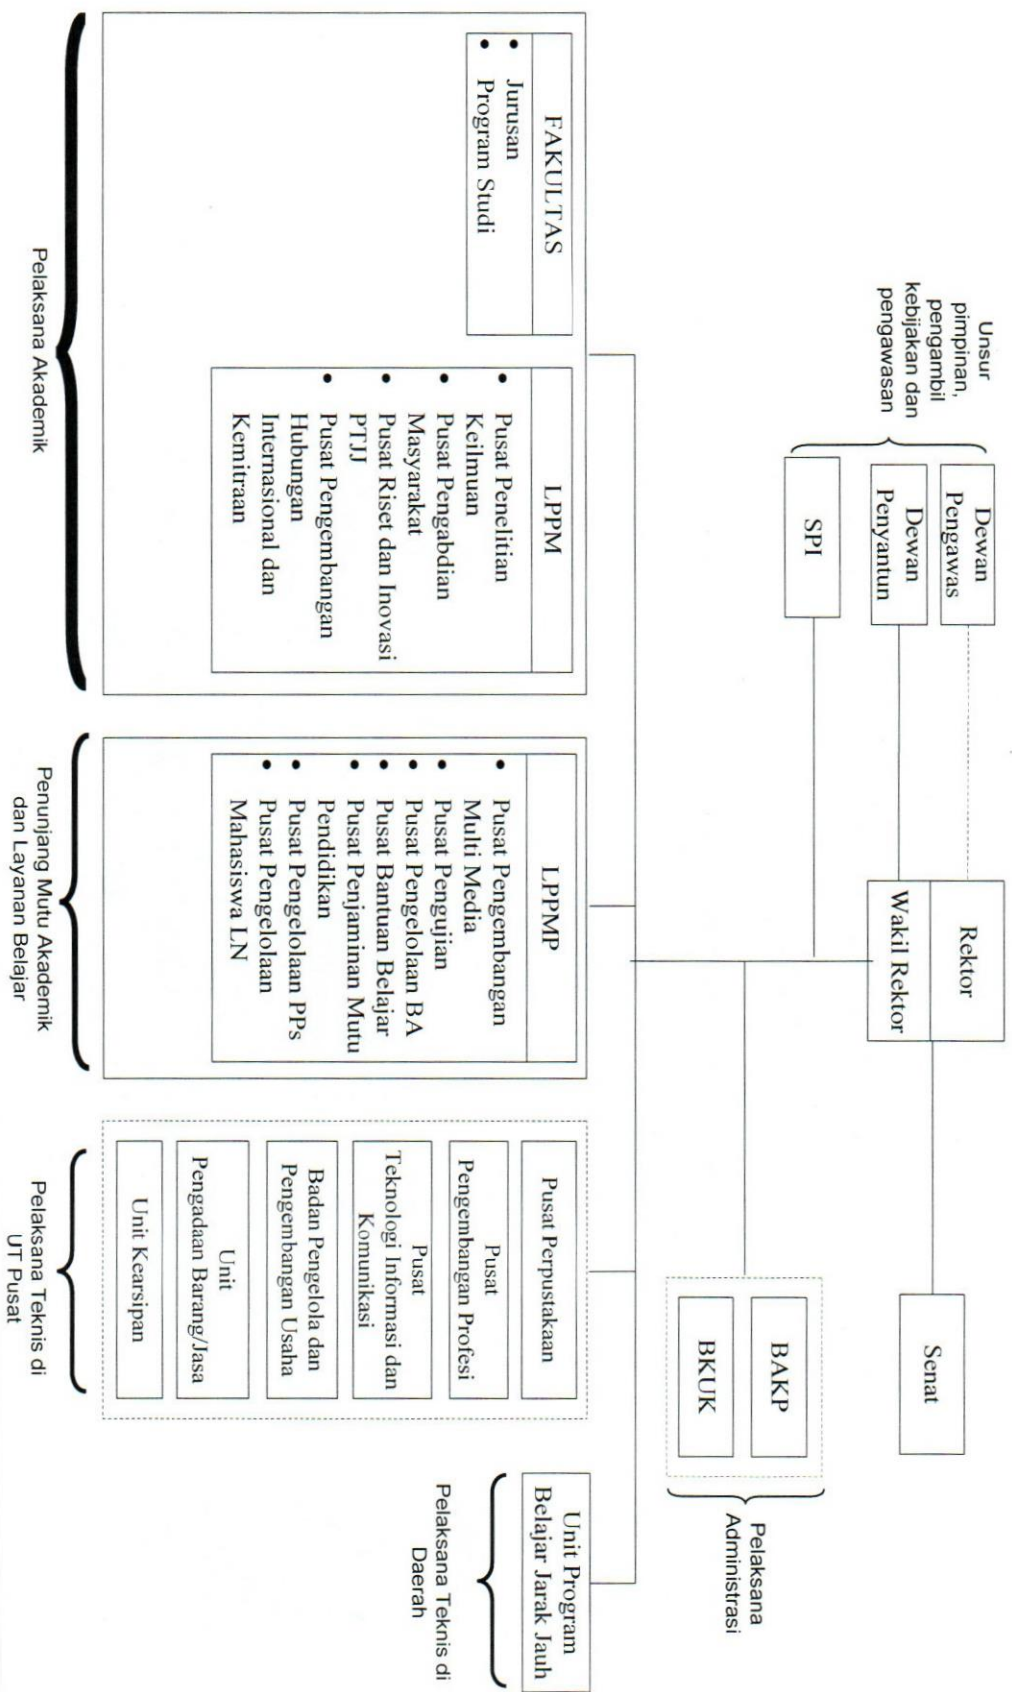 Unsur
pimpinan,
pengambil
kebijakan dan
pengawasan
Dewan
Pengawas
Dewan
Penyantun
SPI
Rektor
Wakil Rektor
Senat
BAKP
BKUK
Pelaksana
Administrasi
FAKULTAS
• Jurusan
• Program Studi
LPPM
• Pusat Penelitian
Keilmuan
• Pusat Pengabdian
Masyarakat
• Pusat Riset dan Inovasi
PTJJ
• Pusat Pengembangan
Hubungan
Internasional dan
Kemitraan
Pelaksana Akademik
LPPMP
• Pusat Pengembangan
Multi Media
• Pusat Pengujian
• Pusat Pengelolaan BA
• Pusat Bantuan Belajar
• Pusat Penjaminan Mutu
Pendidikan
• Pusat Pengelolaan PPs
• Pusat Pengelolaan
Mahasiswa LN
Penunjang Mutu Akademik
dan Layanan Belajar
Pusat Perpustakaan
Pusat
Pengembangan Profesi
Pusat
Teknologi Informasi dan
Komunikasi
Badan Pengelola dan
Pengembangan Usaha
Unit
Pengadaan Barang/Jasa
Unit Kearsipan
Pelaksana Teknis di
UT Pusat
Unit Program
Belajar Jarak Jauh
Pelaksana Teknis di
Daerah